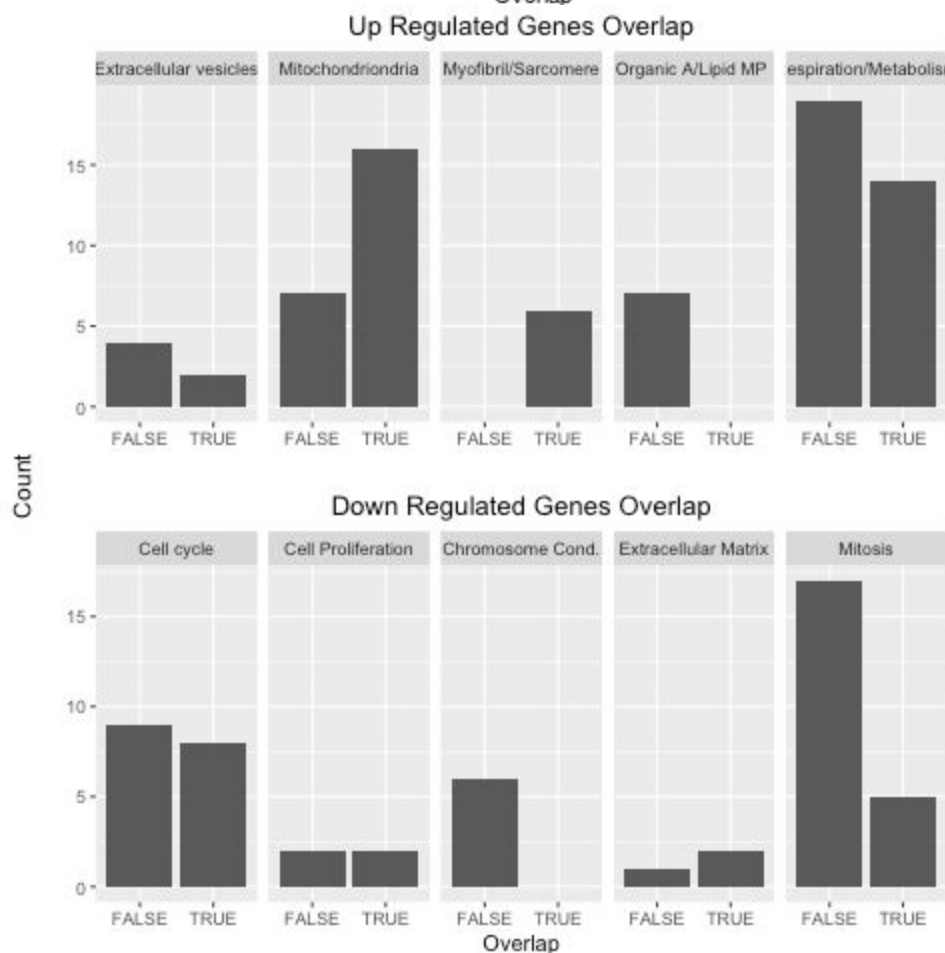 Overlap
Up Regulated Genes Overlap
Extracellular vesicles Mitochondriondria Myofibril/Sarcomere Organic A/Lipid MP espiration/Metabolis
15
10
5
0
FALSE TRUE FALSE TRUE FALSE TRUE FALSE TRUE FALSE TRUE
Count
Down Regulated Genes Overlap
Cell cycle Cell Proliferation Chromosome Cond. Extracellular Matrix Mitosis
15
10
5
0
FALSE TRUE FALSE TRUE FALSE TRUE FALSE TRUE FALSE TRUE
Overlap